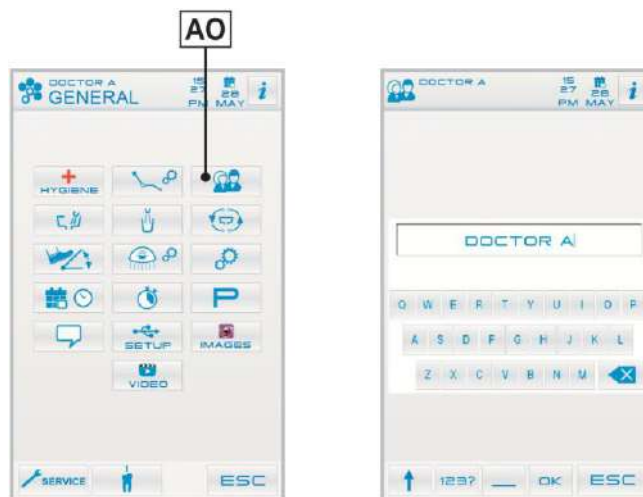 AO
DOCTOR A
GENERAL
15
27
PM
28
MAY
i
HYGIENE
P
SETUP
IMAGES
VIDEO
SERVICE
ESC
DOCTOR A
15
27
PM
28
MAY
i
DOCTOR A
Q W E R T Y U I O P
A S D F G H J K L
Z X C V B N M
123? _ OK ESC